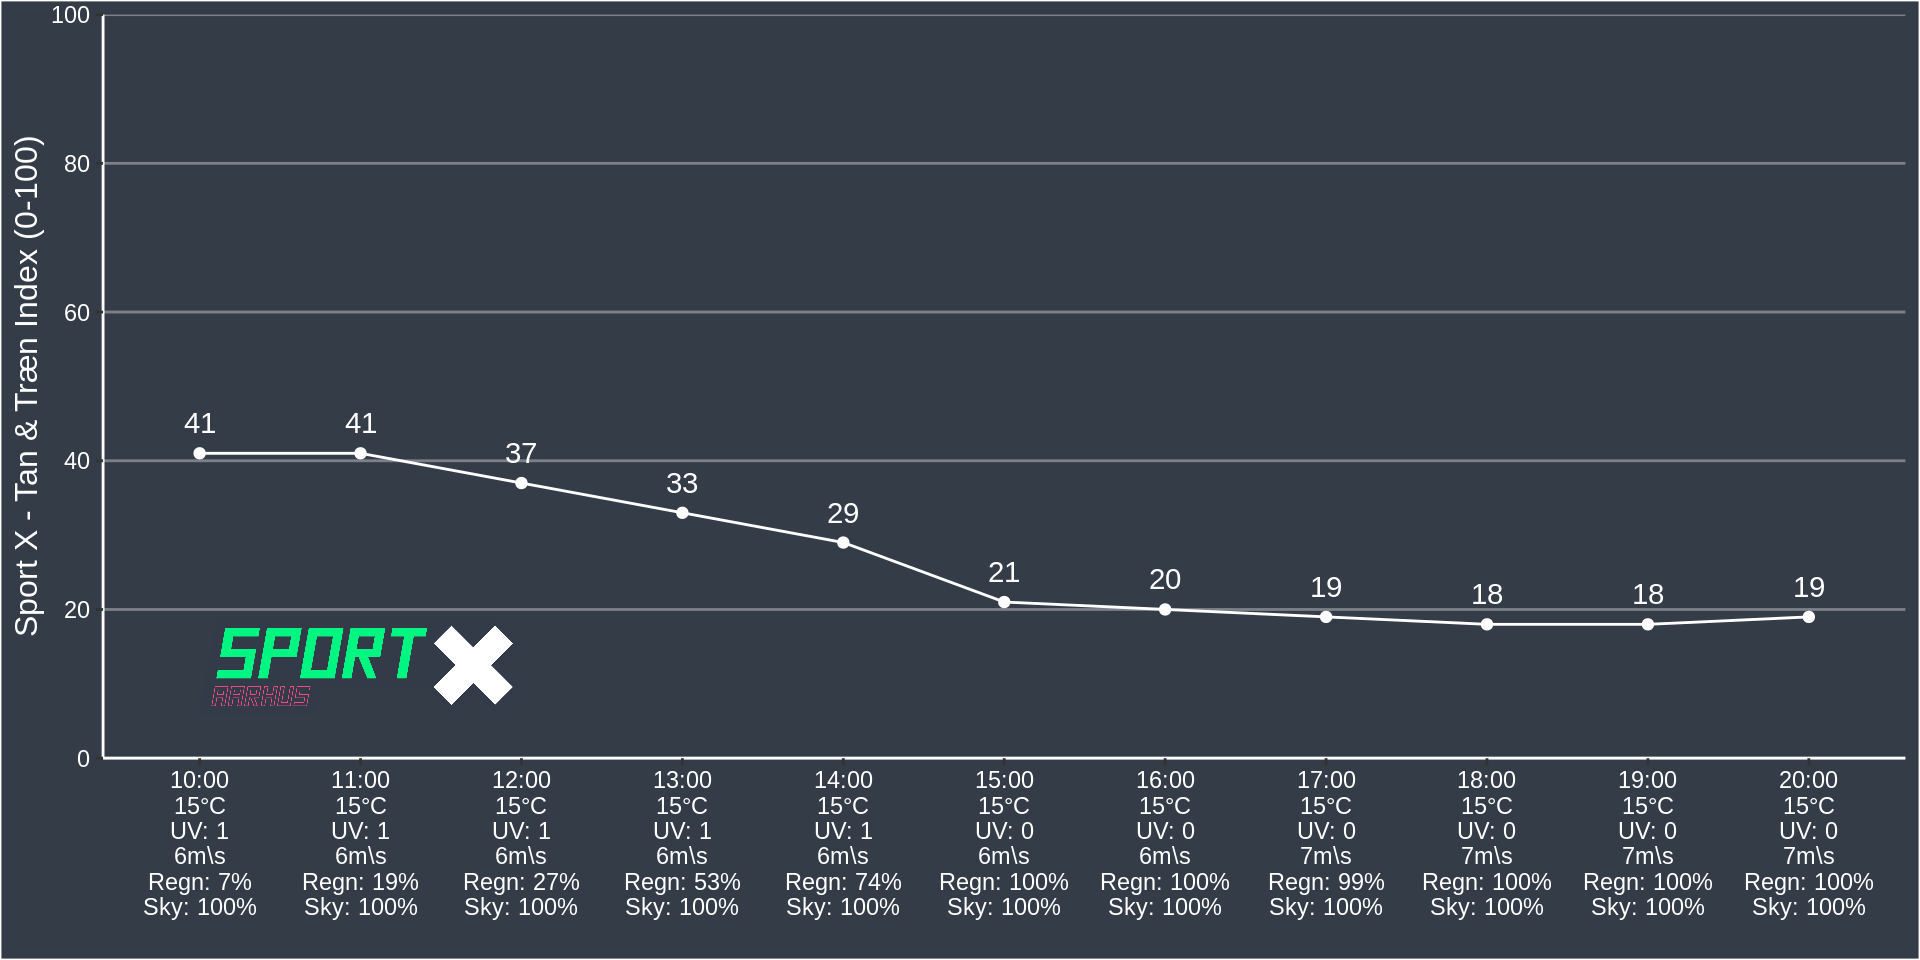 Sport X - Tan & Træn Index (0-100)
100
80
60
40
20
0
41
41
37
33
29
21
20
19
18
18
19
SPORT X
AARHUS
10:00 11:00 12:00 13:00 14:00 15:00 16:00 17:00 18:00 19:00 20:00
15°C 15°C 15°C 15°C 15°C 15°C 15°C 15°C 15°C 15°C 15°C
UV: 1 UV: 1 UV: 1 UV: 1 UV: 1 UV: 0 UV: 0 UV: 0 UV: 0 UV: 0 UV: 0
6m\s 6m\s 6m\s 6m\s 6m\s 6m\s 6m\s 7m\s 7m\s 7m\s 7m\s
Regn: 7% Regn: 19% Regn: 27% Regn: 53% Regn: 74% Regn: 100% Regn: 100% Regn: 99% Regn: 100% Regn: 100% Regn: 100%
Sky: 100% Sky: 100% Sky: 100% Sky: 100% Sky: 100% Sky: 100% Sky: 100% Sky: 100% Sky: 100% Sky: 100% Sky: 100%